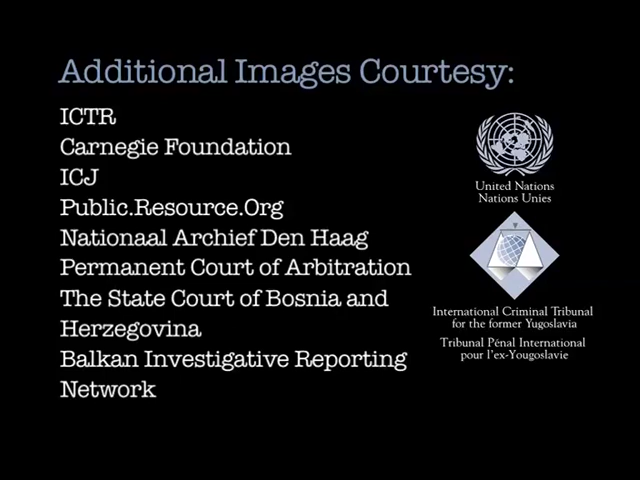 Additional Images Courtesy:
ICTR
Carnegie Foundation
ICJ
Public.Resource.Org
Nationaal Archief Den Haag
Permanent Court of Arbitration
The State Court of Bosnia and
Herzegovina
Balkan Investigative Reporting
Network
United Nations
Nations Unies
International Criminal Tribunal
for the former Yugoslavia
Tribunal Pénal International
pour l'ex-Yougoslavie